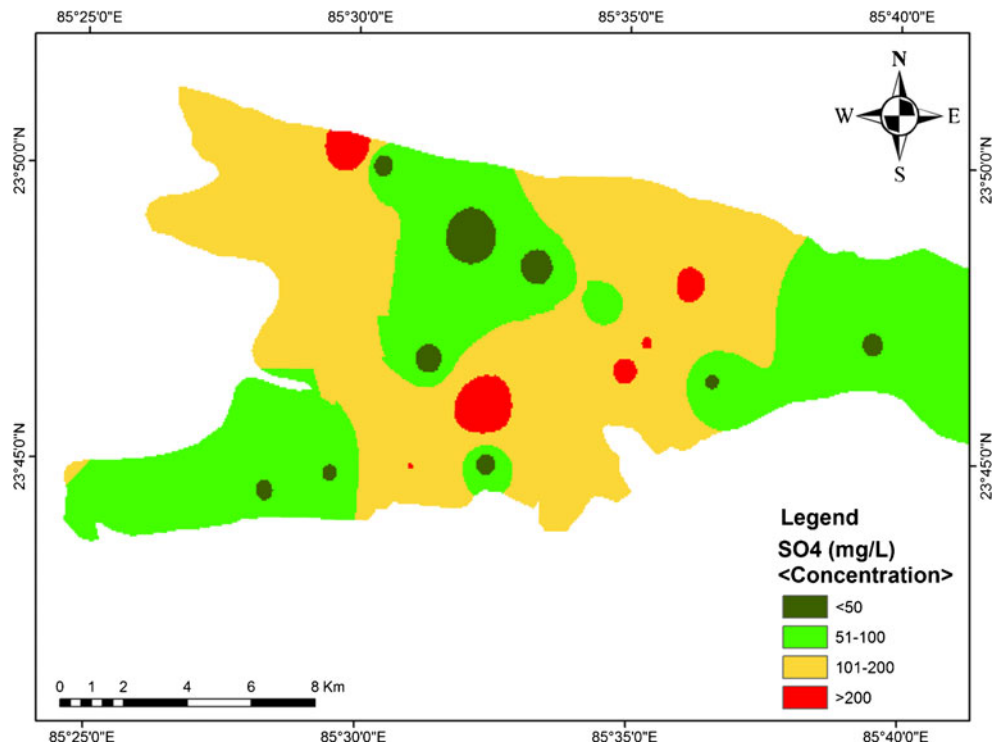 85°25'0"E 85°30'0"E 85°35'0"E 85°40'0"E
N
W E
S
23°50'0"N 23°50'0"N
23°45'0"N 23°45'0"N
Legend
SO4 (mg/L)
<Concentration>
<50
51-100
101-200
>200
0 1 2 4 6 8 Km
85°25'0"E 85°30'0"E 85°35'0"E 85°40'0"E